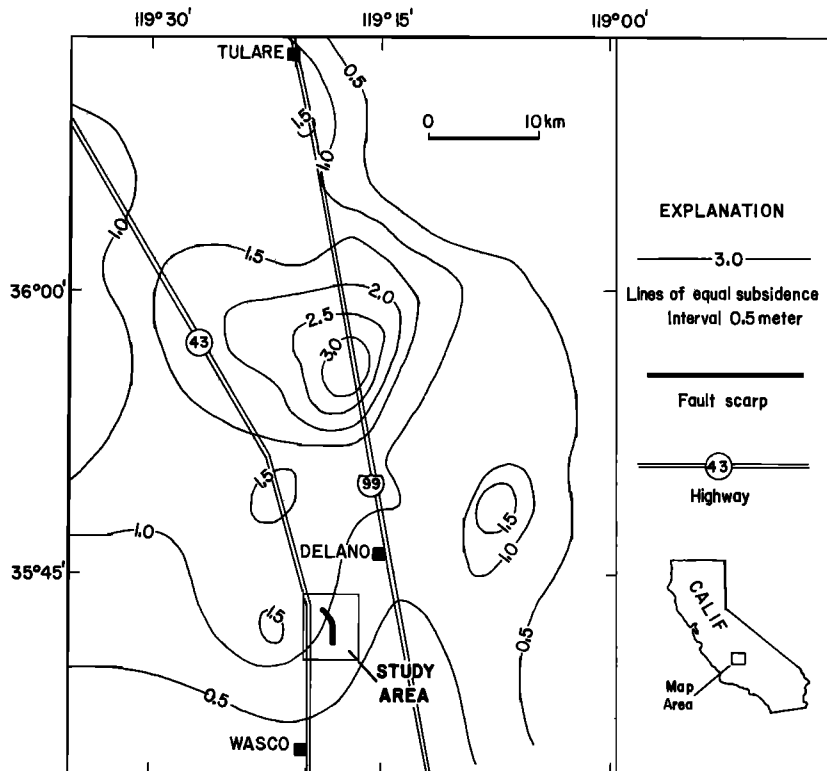 119° 30'
119° 15'
119° 00'
TULARE
0.5
1.5
1.0
0 10 km
1.0
1.5
36° 00'
2.0
2.5
3.0
43
1.5
99
1.5
1.0
1.0
DELANO
35° 45'
1.5
0.5
0.5
STUDY
AREA
WASCO
EXPLANATION
3.0
Lines of equal subsidence
Interval 0.5 meter
Fault scarp
43
Highway
CALIF
Map
Area